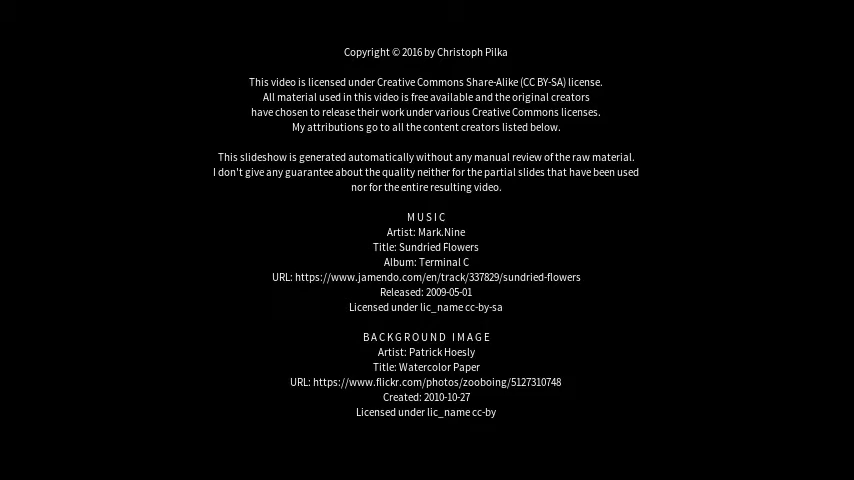 Copyright © 2016 by Christoph Pilka
This video is licensed under Creative Commons Share-Alike (CC BY-SA) license.
All material used in this video is free available and the original creators
have chosen to release their work under various Creative Commons licenses.
My attributions go to all the content creators listed below.
This slideshow is generated automatically without any manual review of the raw material.
I don't give any guarantee about the quality neither for the partial slides that have been used
nor for the entire resulting video.
MUSIC
Artist: Mark.Nine
Title: Sundried Flowers
Album: Terminal C
URL: https://www.jamendo.com/en/track/337829/sundried-flowers
Released: 2009-05-01
Licensed under lic_name cc-by-sa
BACKGROUND IMAGE
Artist: Patrick Hoesly
Title: Watercolor Paper
URL: https://www.flickr.com/photos/zooboing/5127310748
Created: 2010-10-27
Licensed under lic_name cc-by